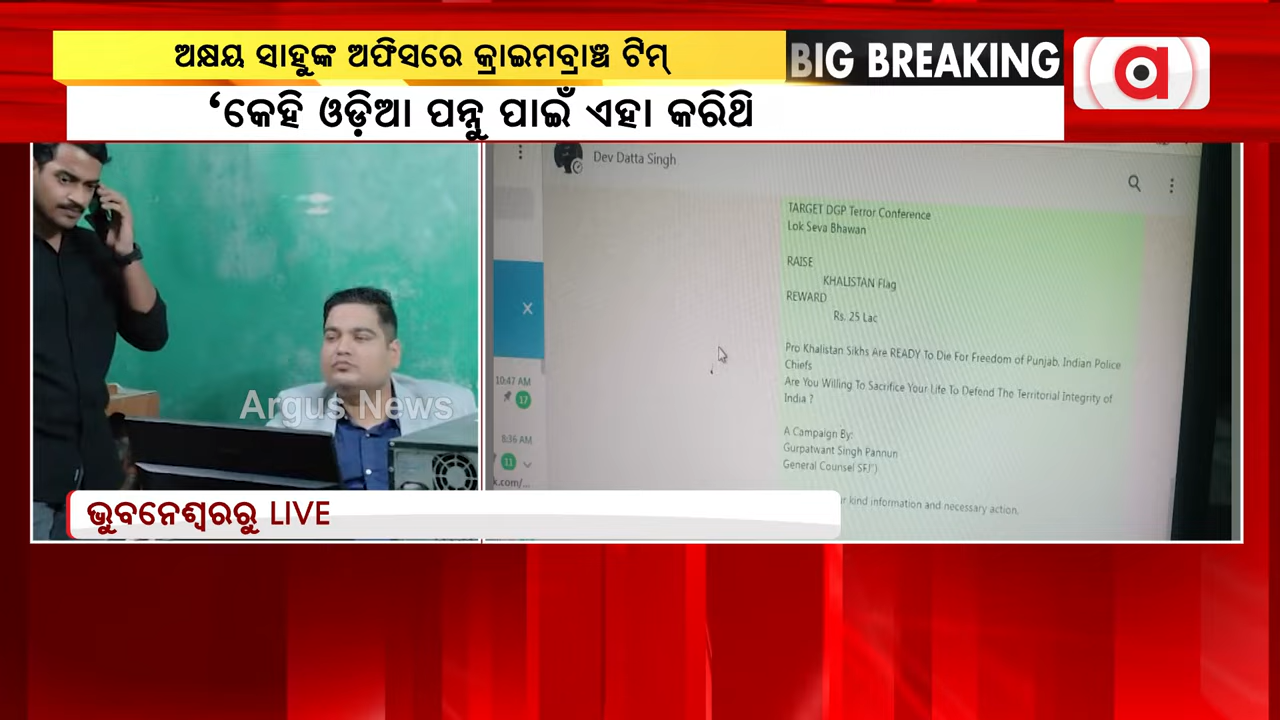 ଅକ୍ଷୟ ସାହୁଙ୍କ ଅଫିସରେ କ୍ରାଇମବ୍ରାଞ୍ଚ ଟିମ୍
BIG BREAKING
a
‘କେହି ଓଡ଼ିଆ ପନ୍ନୁ ପାଇଁ ଏହା କରିଥି
Dev Datta Singh
TARGET DGP Terror Conference
Lok Seva Bhawan
RAISE
KHALISTAN Flag
REWARD
Rs. 25 Lac
Pro Khalistan Sikhs Are READY To Die For Freedom of Punjab. Indian Police
Chiefs
Are You Willing To Sacrifice Your Life To Defend The Territorial Integrity of
India ?
A Campaign By:
Gurpatwant Singh Pannun
General Counsel SFJ")
kind information and necessary action.
X
10:47 AM
17
8:36 AM
11
k.com/...
Argus News
ଭୁବନେଶ୍ୱରରୁ LIVE